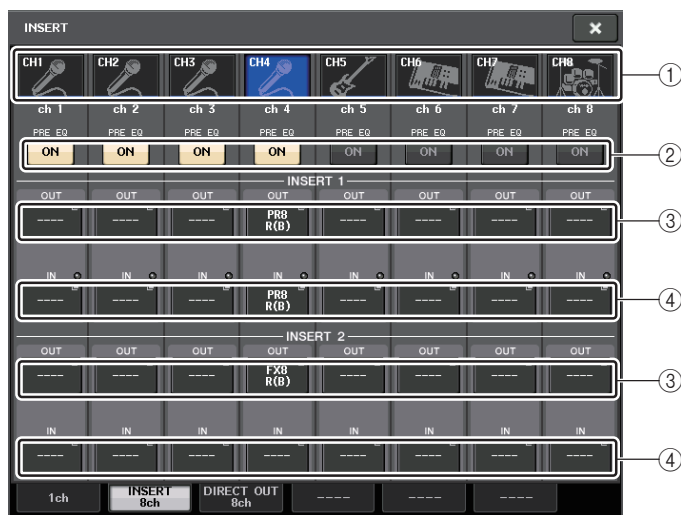 INSERT ×
CH1 CH2 CH3 CH4 CH5 CH6 CH7 CH8 ①
ch 1 ch 2 ch 3 ch 4 ch 5 ch 6 ch 7 ch 8
PRE EQ PRE EQ PRE EQ PRE EQ PRE EQ PRE EQ PRE EQ PRE EQ
ON ON ON ON ON ON ON ON ②
INSERT 1
OUT OUT OUT OUT OUT OUT OUT OUT
---- ---- ---- PR8 R(B) ---- ---- ---- ---- ③
IN IN IN IN IN IN IN IN
---- ---- ---- PR8 R(B) ---- ---- ---- ---- ④
INSERT 2
OUT OUT OUT OUT OUT OUT OUT OUT
---- ---- ---- FX8 R(B) ---- ---- ---- ---- ③
IN IN IN IN IN IN IN IN
---- ---- ---- ---- ---- ---- ---- ---- ④
1ch INSERT 8ch DIRECT OUT 8ch ---- ---- ----